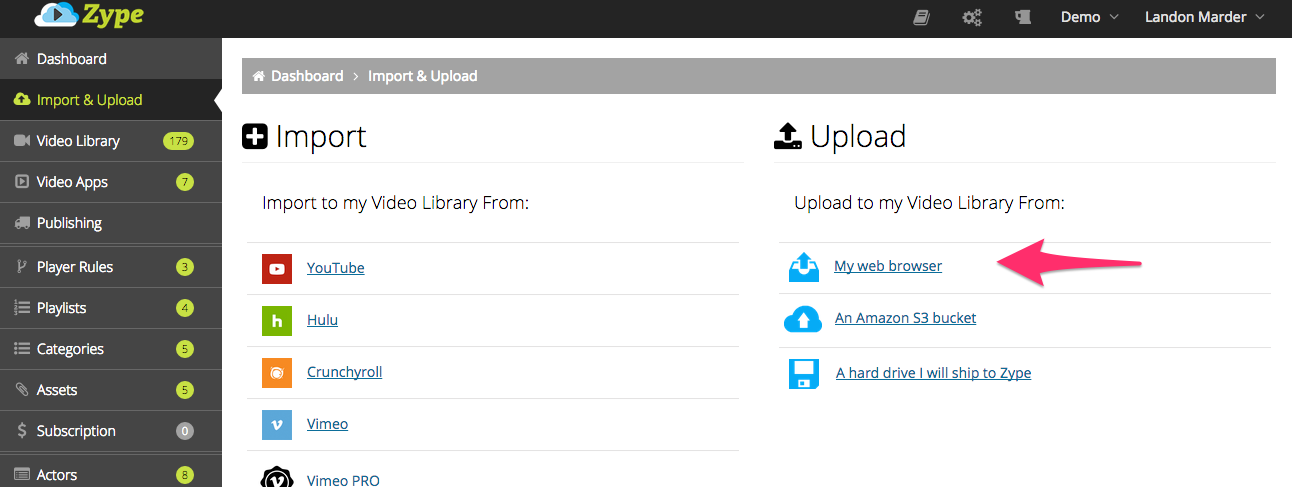 Zype
Demo
Landon Marder
Dashboard
Import & Upload
Video Library 179
Video Apps 7
Publishing
Player Rules 3
Playlists 4
Categories 5
Assets 5
Subscription 0
Actors 8
Dashboard > Import & Upload
Import
Import to my Video Library From:
YouTube
h Hulu
Crunchyroll
Vimeo
Vimeo PRO
Upload
Upload to my Video Library From:
My web browser
An Amazon S3 bucket
A hard drive I will ship to Zype